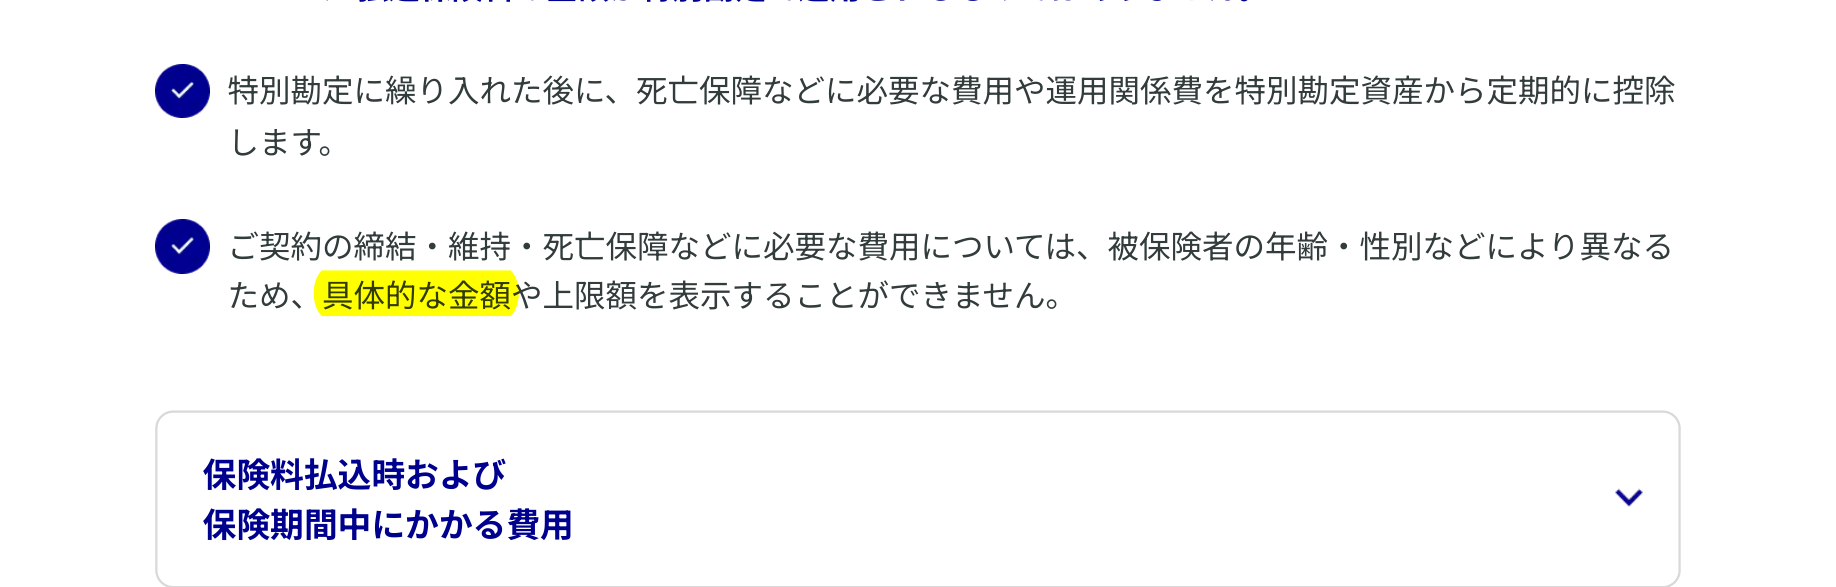 特別勘定に繰り入れた後に、死亡保障などに必要な費用や運用関係費を特別勘定資産から定期的に控除
します。
ご契約の締結・維持・死亡保障などに必要な費用については、被保険者の年齢・性別などにより異なる
ため、具体的な金額や上限額を表示することができません。
保険料払込時および
保険期間中にかかる費用